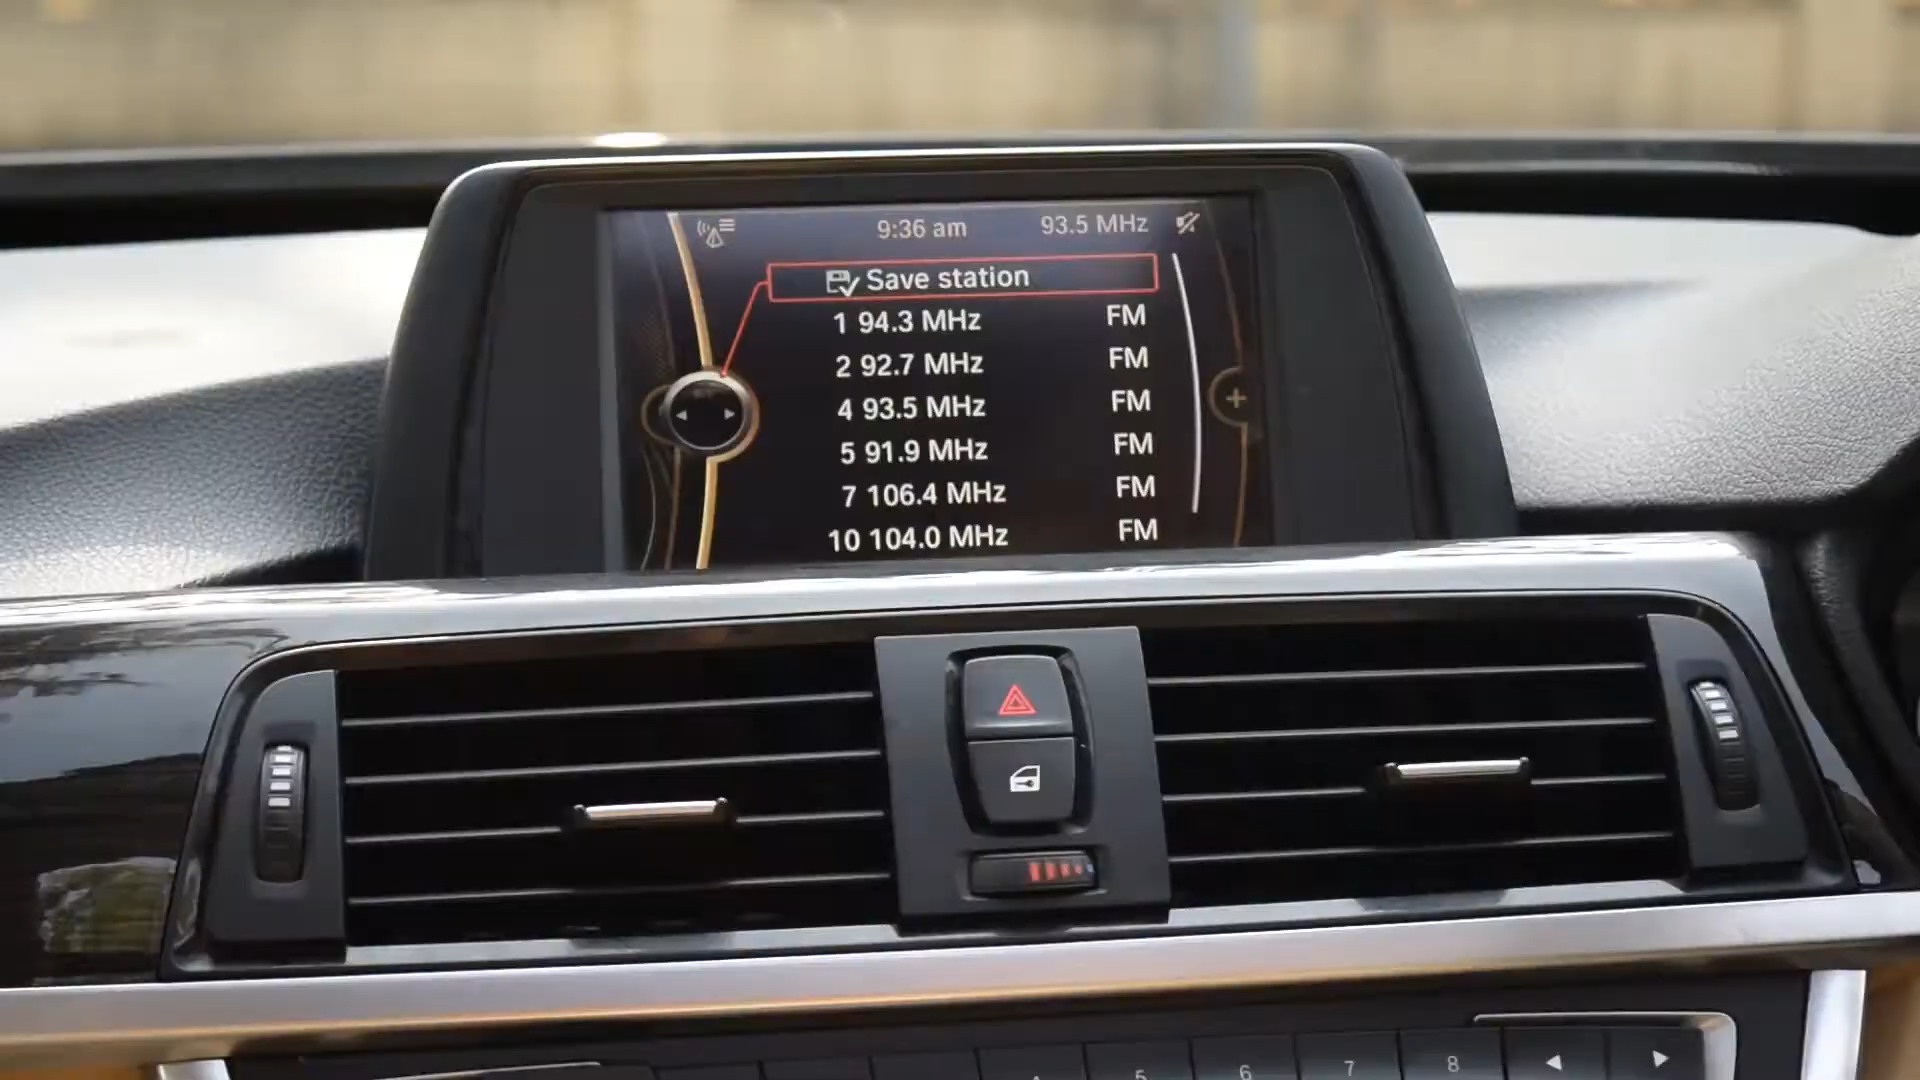 9:36 am 93.5 MHz
Save station
1 94.3 MHz FM
2 92.7 MHz FM
4 93.5 MHz FM
5 91.9 MHz FM
7 106.4 MHz FM
10 104.0 MHz FM
5 6 7 8